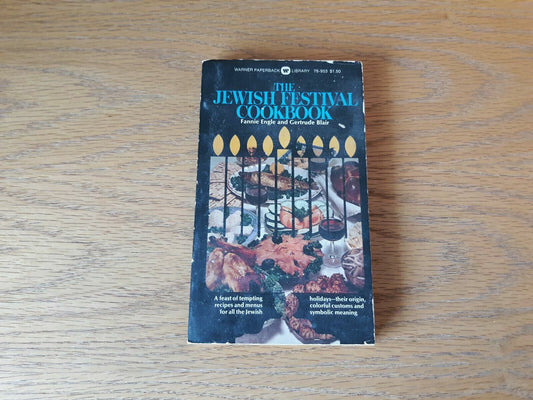 WARNER PAPERBACK W LIBRARY 78-953 $1.50
THE
JEWISH FESTIVAL
COOKBOOK
Fannie Engle and Gertrude Blair
A feast of tempting
recipes and menus
for all the Jewish
holidays—their origin,
colorful customs and
symbolic meaning